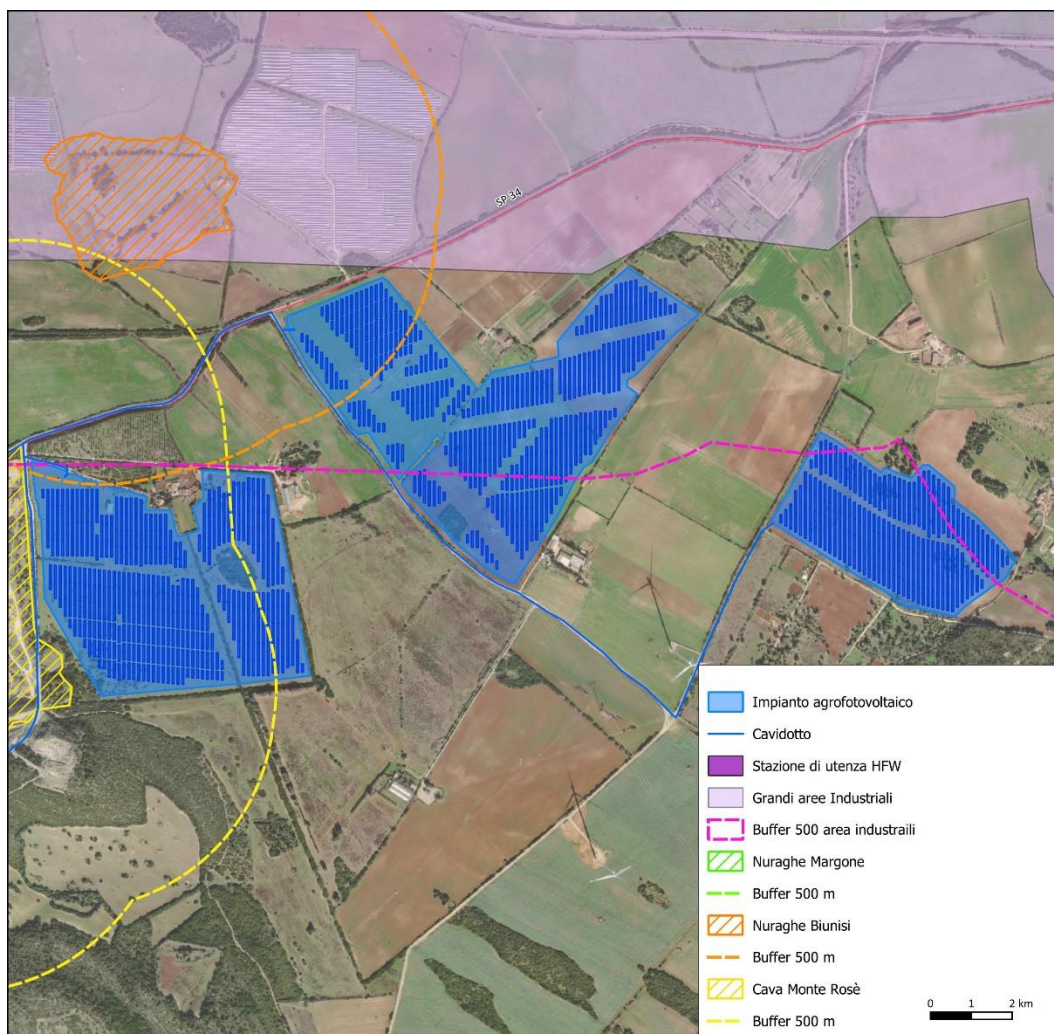 SP 34
Impianto agrofotovoltaico
Cavidotto
Stazione di utenza HFW
Grandi aree Industriali
Buffer 500 area industraili
Nuraghe Margone
Buffer 500 m
Nuraghe Biunisi
Buffer 500 m
Cava Monte Rosè
Buffer 500 m
0 1 2 km